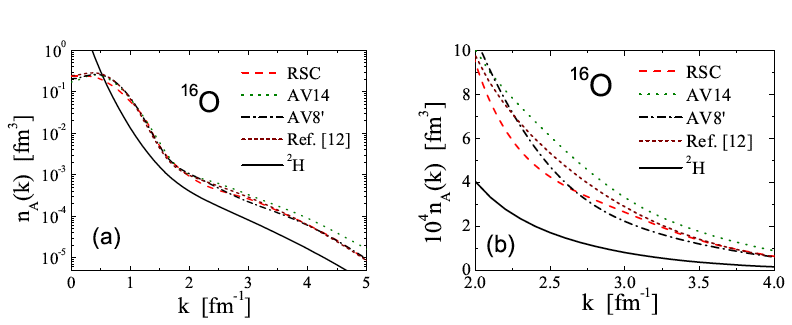 10^0
10^-1
10^-2
10^-3
10^-4
10^-5
n_A(k) [fm^3]
^16O
RSC
AV14
AV8'
Ref. [12]
^2H
(a)
0 1 2 3 4 5
k [fm^-1]
10
8
6
4
2
0
10^4 n_A(k) [fm^3]
^16O
RSC
AV14
AV8'
Ref. [12]
^2H
(b)
2.0 2.5 3.0 3.5 4.0
k [fm^-1]